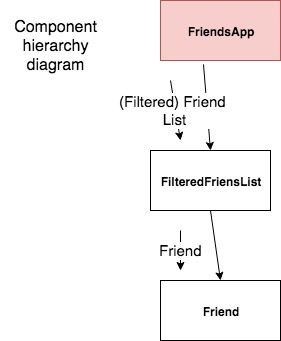 Component
hierarchy
diagram
FriendsApp
(Filtered) Friend
List
FilteredFriensList
Friend
Friend